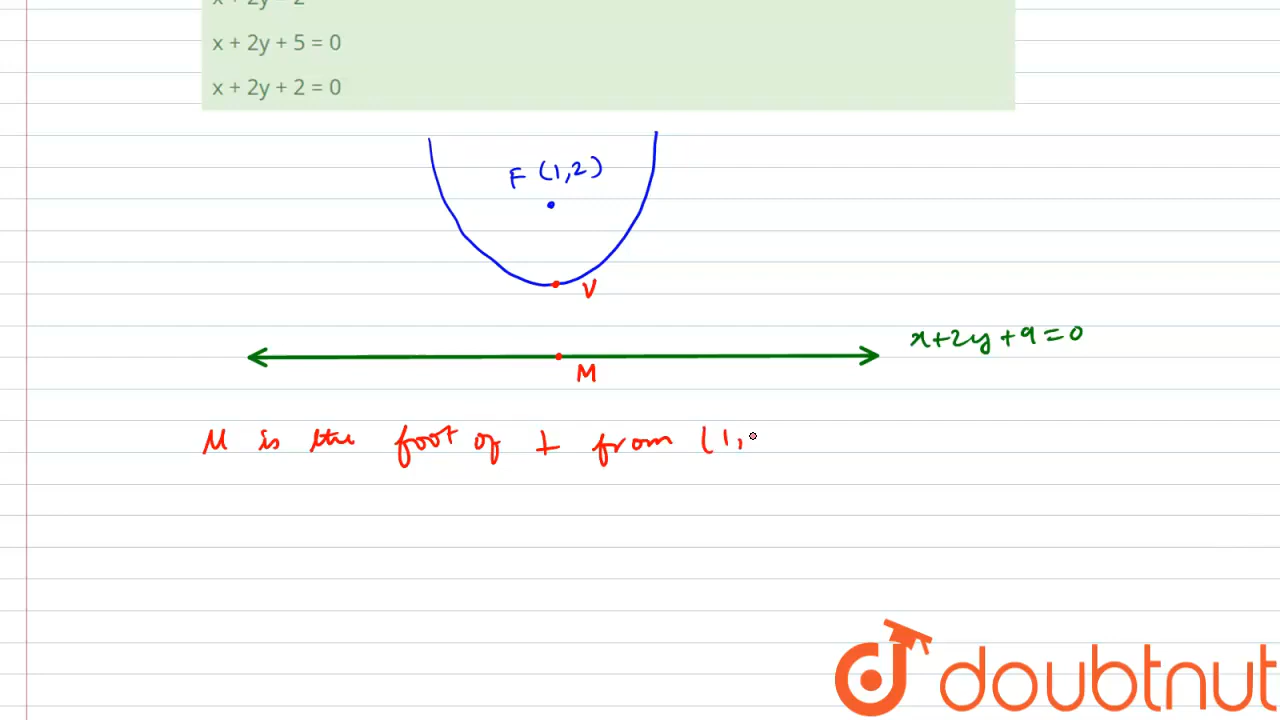 x + 2y + 5 = 0
x + 2y + 2 = 0
F (1,2)
V
x+2y+9=0
M
M is the foot of ⊥ from (1,
doubtnut